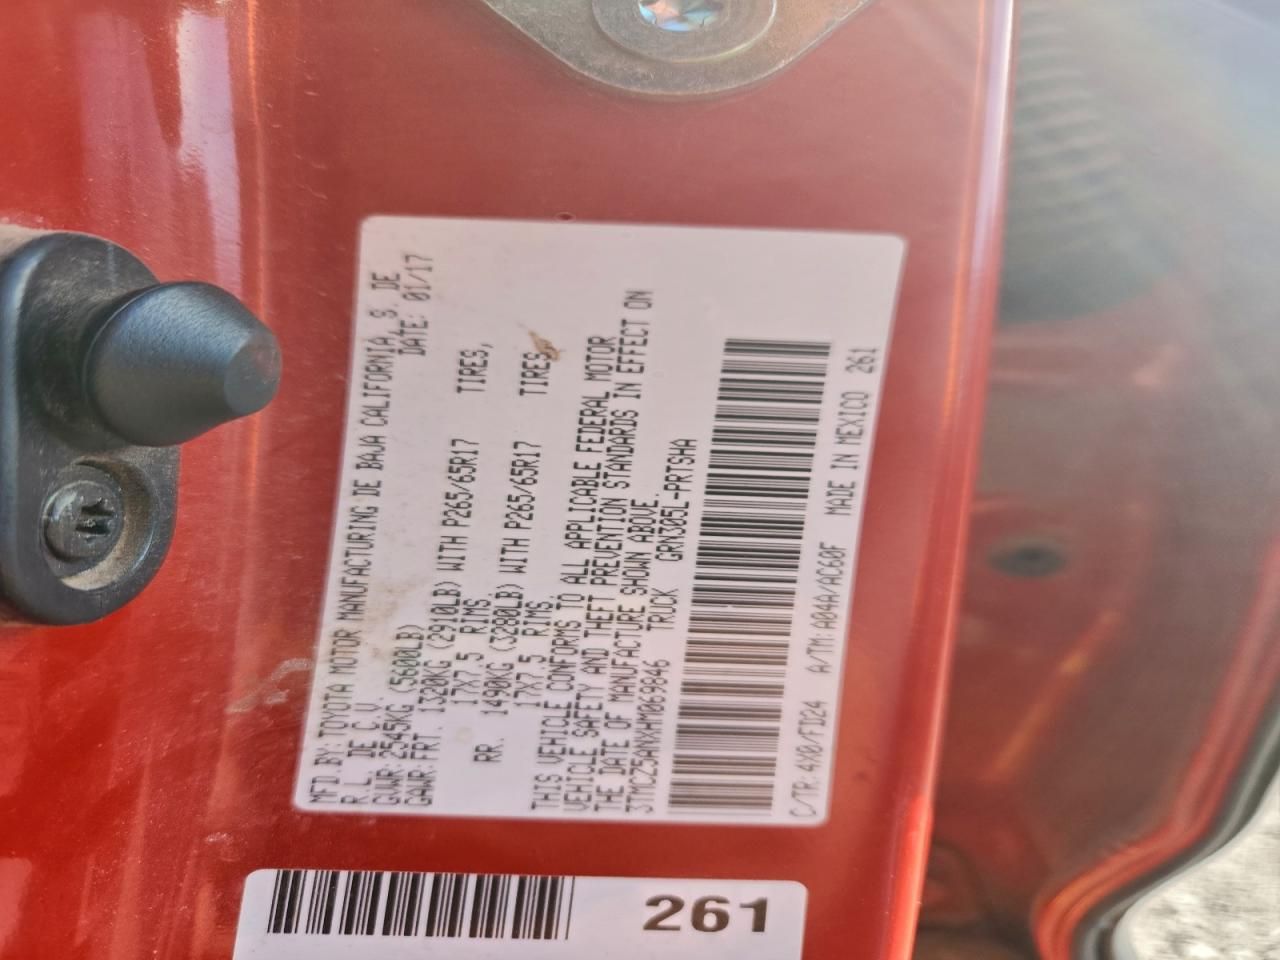 MFD.BY: TOYOTA MOTOR MANUFACTURING DE BAJA CALIFORNIA, S. DE
R.L. DE C.V. DATE: 01/17
GVWR: 2545KG (5600LB)
GAWR: FRT. 1320KG (2910LB) WITH P265/65R17 TIRES,
17X7.5 RIMS,
RR. 1490KG (3280LB) WITH P265/65R17 TIRES,
17X7.5 RIMS.
THIS VEHICLE CONFORMS TO ALL APPLICABLE FEDERAL MOTOR
VEHICLE SAFETY AND THEFT PREVENTION STANDARDS IN EFFECT ON
THE DATE OF MANUFACTURE SHOWN ABOVE.
3TMCZ5ANXHM069846 TRUCK GRN305L-PRTSHA
C/TR: 4X0/FD24 A/TM: A04A/AC60F MADE IN MEXICO 261
261